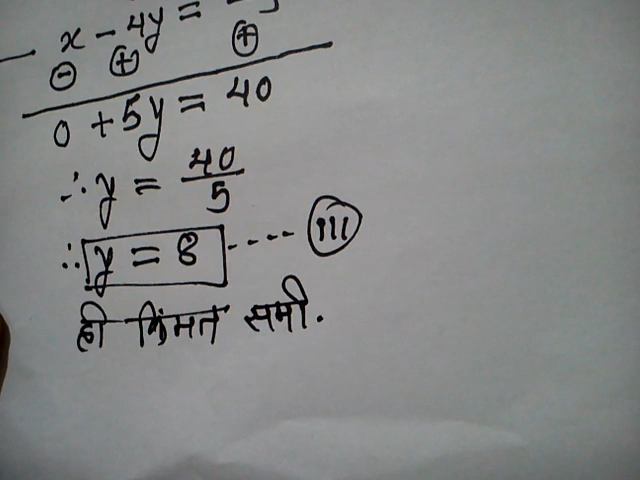 x - 4y =
⊖ ⊕ ⊕
0 + 5y = 40
∴ y = 40/5
∴ y = 8 ---- III
ही किंमत समी.